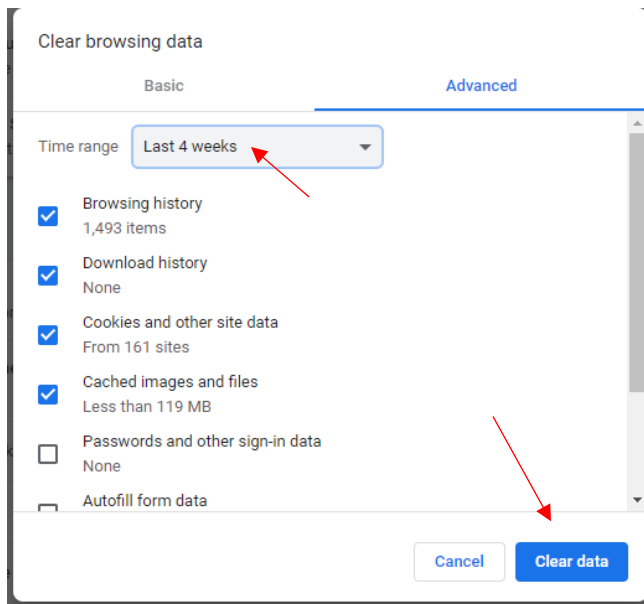 Clear browsing data
Basic
Advanced
Time range
Last 4 weeks
Browsing history
1,493 items
Download history
None
Cookies and other site data
From 161 sites
Cached images and files
Less than 119 MB
Passwords and other sign-in data
None
Autofill form data
Cancel
Clear data